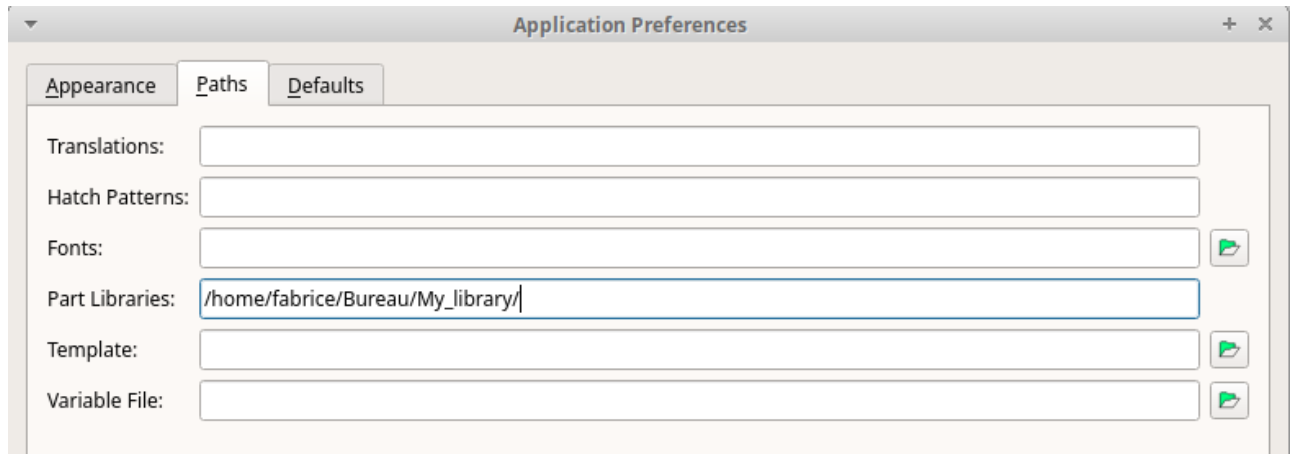 Application Preferences
Appearance Paths Defaults
Translations:
Hatch Patterns:
Fonts:
Part Libraries: /home/fabrice/Bureau/My_library/
Template:
Variable File: